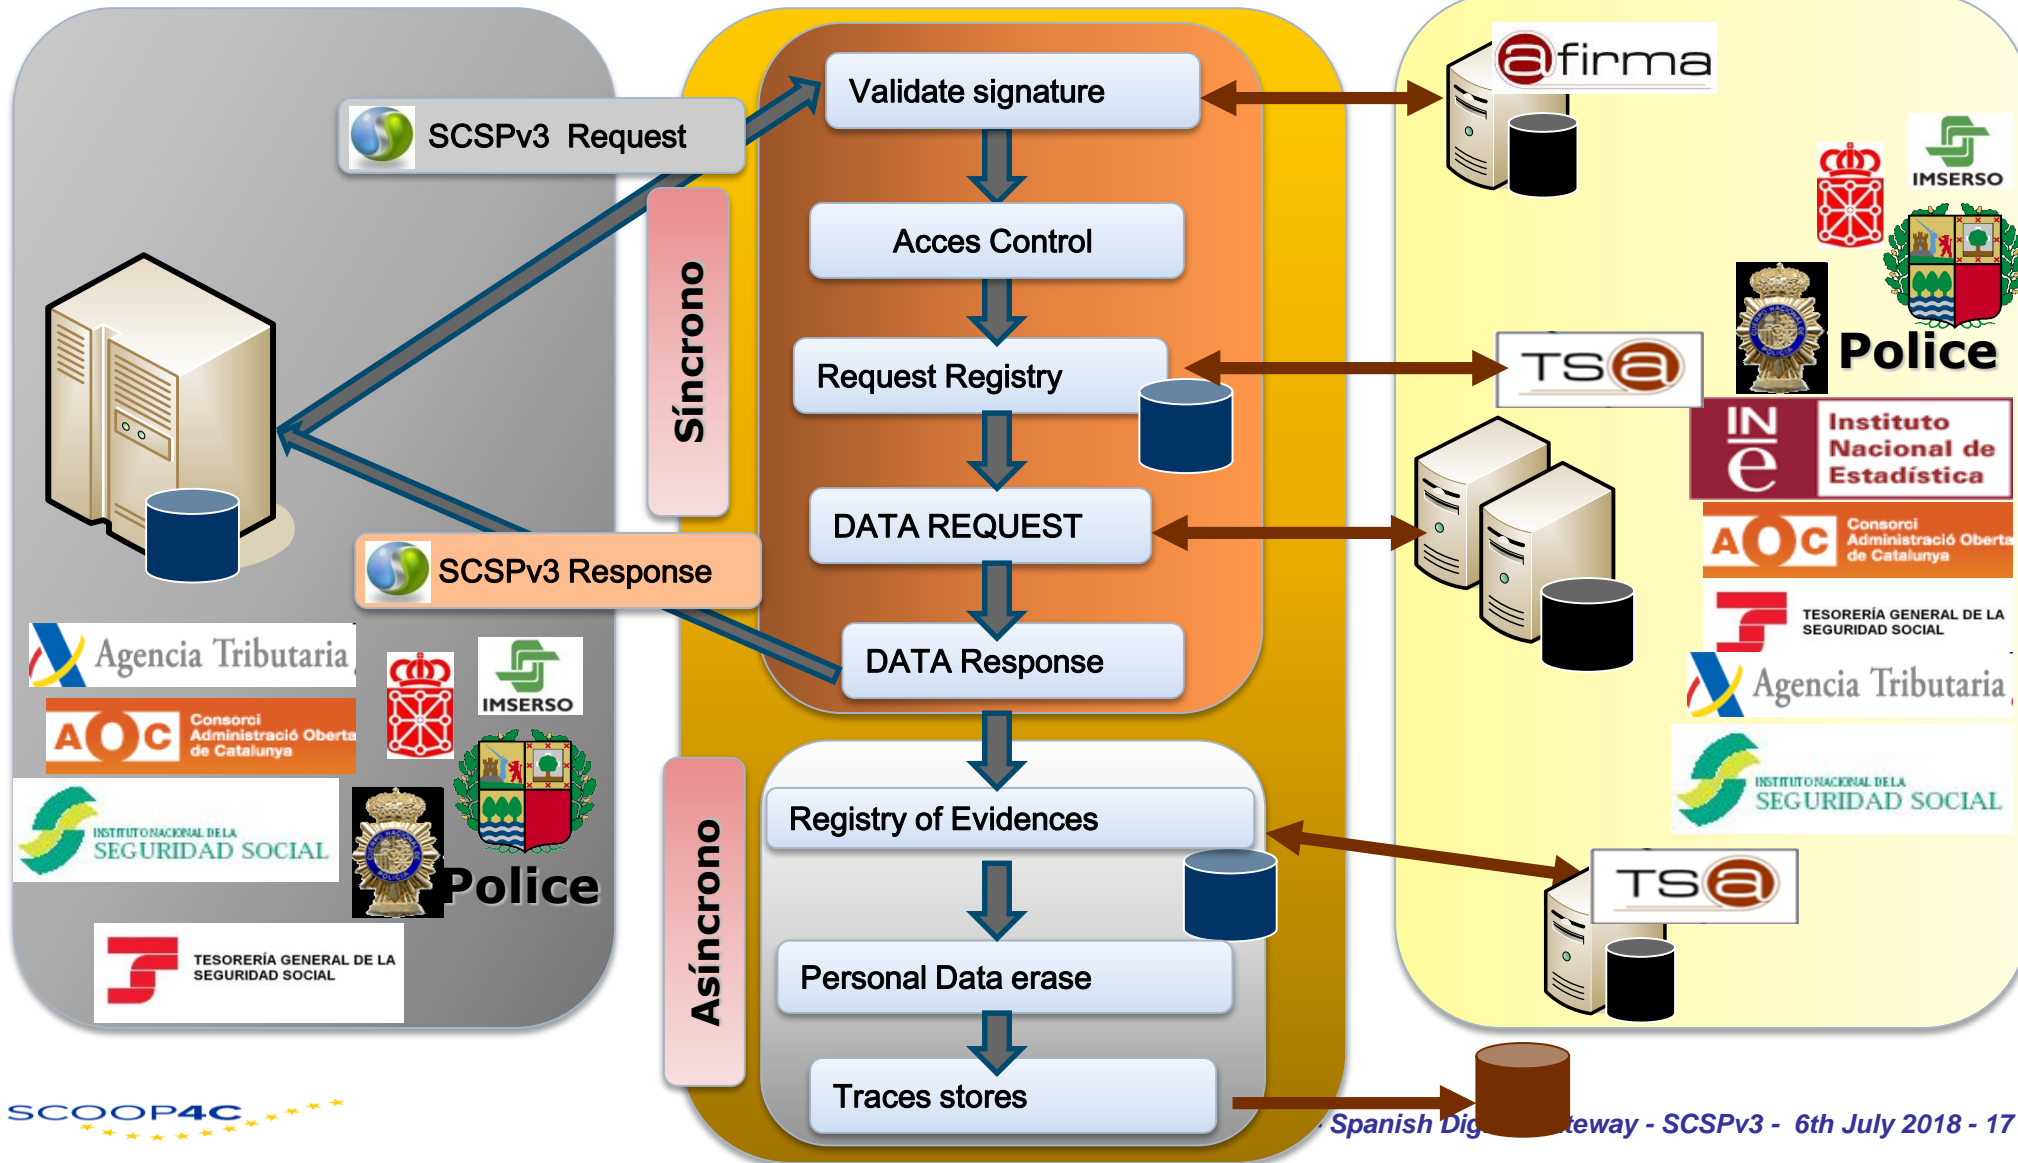 SCSPv3 Request
Síncrono
SCSPv3 Response
Agencia Tributaria
AOC
Consorci
Administració Oberta
de Catalunya
IMSERSO
INSTITUTO NACIONAL DE LA
SEGURIDAD SOCIAL
Police
TESORERÍA GENERAL DE LA
SEGURIDAD SOCIAL
Validate signature
Acces Control
Request Registry
DATA REQUEST
DATA Response
Asíncrono
Registry of Evidences
Personal Data erase
Traces stores
@firma
IMSERSO
Police
TS@
INe
Instituto
Nacional de
Estadística
AOC
Consorci
Administració Oberta
de Catalunya
TESORERÍA GENERAL DE LA
SEGURIDAD SOCIAL
Agencia Tributaria
INSTITUTO NACIONAL DE LA
SEGURIDAD SOCIAL
TS@
SCOOP4C
- Spanish Dig teway - SCSPv3 - 6th July 2018 - 17